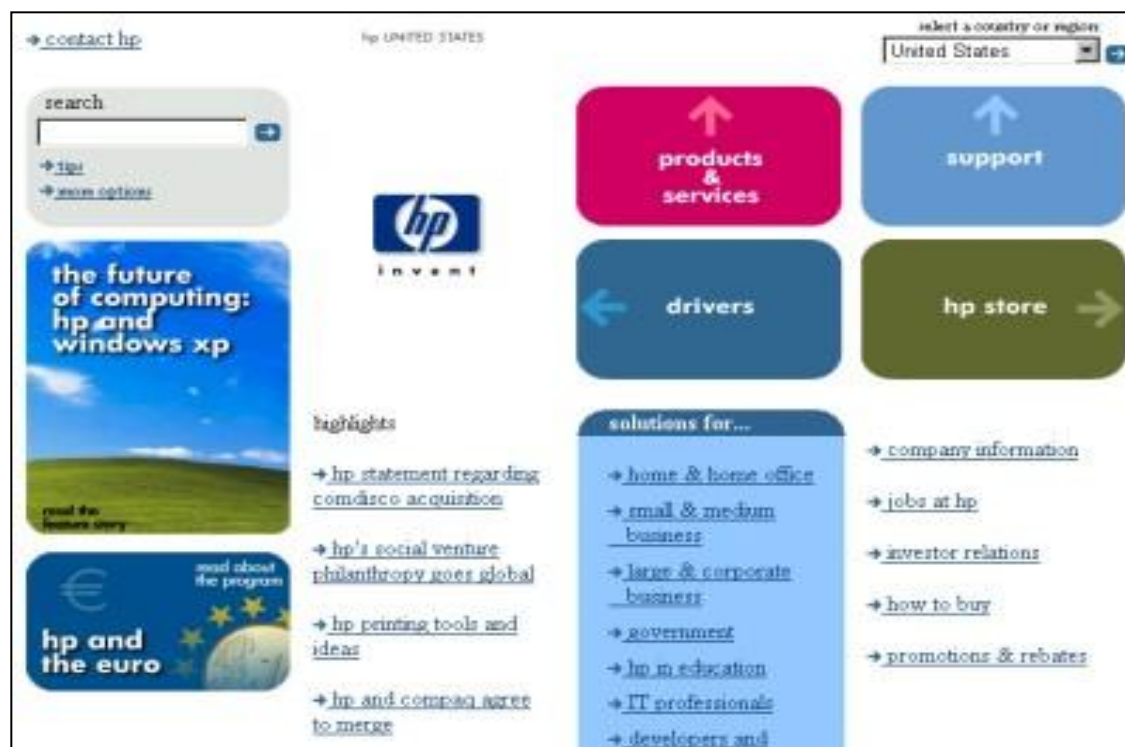 contact hp
hp UNITED STATES
select a country or region
United States
search
tips
more options
the future
of computing:
hp and
windows xp
read the
feature story
€
read about
the program
hp and
the euro
hp
invent
products
&
services
support
drivers
hp store
highlights
hp statement regarding
comdisco acquisition
hp's social venture
philanthropy goes global
hp printing tools and
ideas
hp and compaq agree
to merge
solutions for...
home & home office
small & medium
business
large & corporate
business
government
hp in education
IT professionals
developers and
company information
jobs at hp
investor relations
how to buy
promotions & rebates